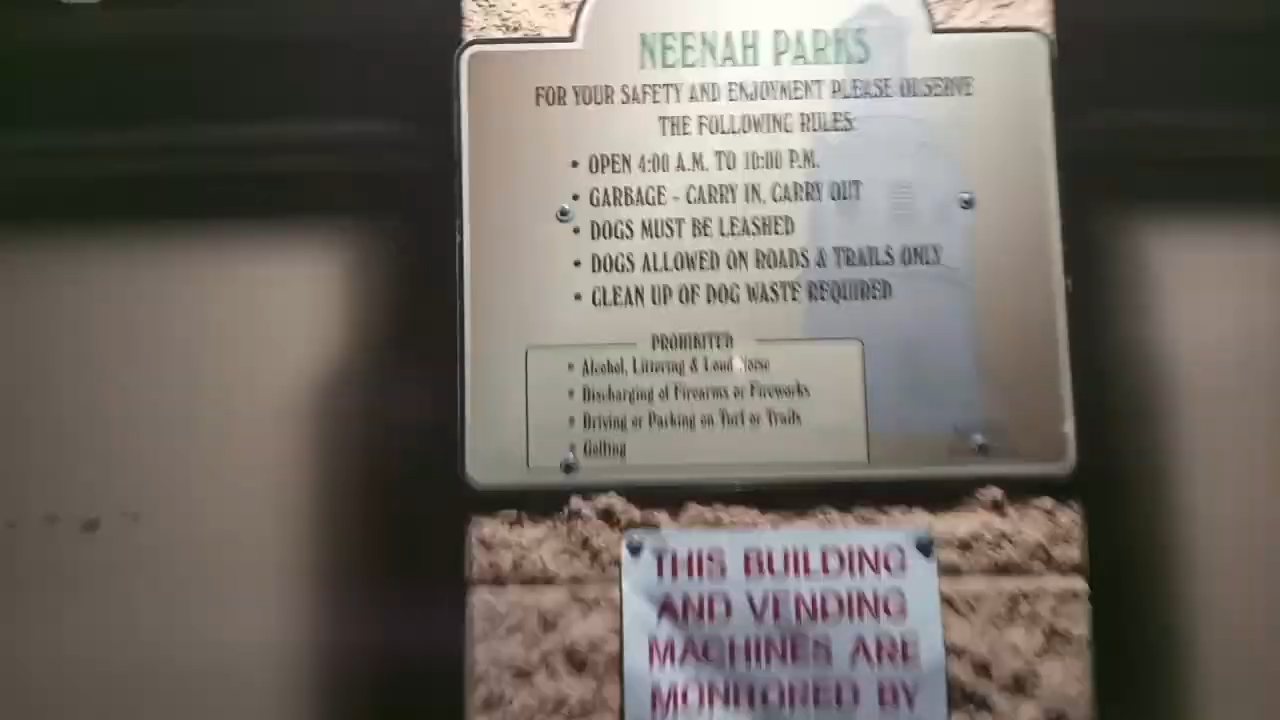 NEENAH PARKS
FOR YOUR SAFETY AND ENJOYMENT PLEASE OBSERVE
THE FOLLOWING RULES:
• OPEN 4:00 A.M. TO 10:00 P.M.
• GARBAGE - CARRY IN, CARRY OUT
• DOGS MUST BE LEASHED
• DOGS ALLOWED ON ROADS & TRAILS ONLY
• CLEAN UP OF DOG WASTE REQUIRED
PROHIBITED
• Alcohol, Littering & Loud Noise
• Discharging of Firearms or Fireworks
• Driving or Parking on Turf or Trails
• Golfing
THIS BUILDING
AND VENDING
MACHINES ARE
MONITORED BY